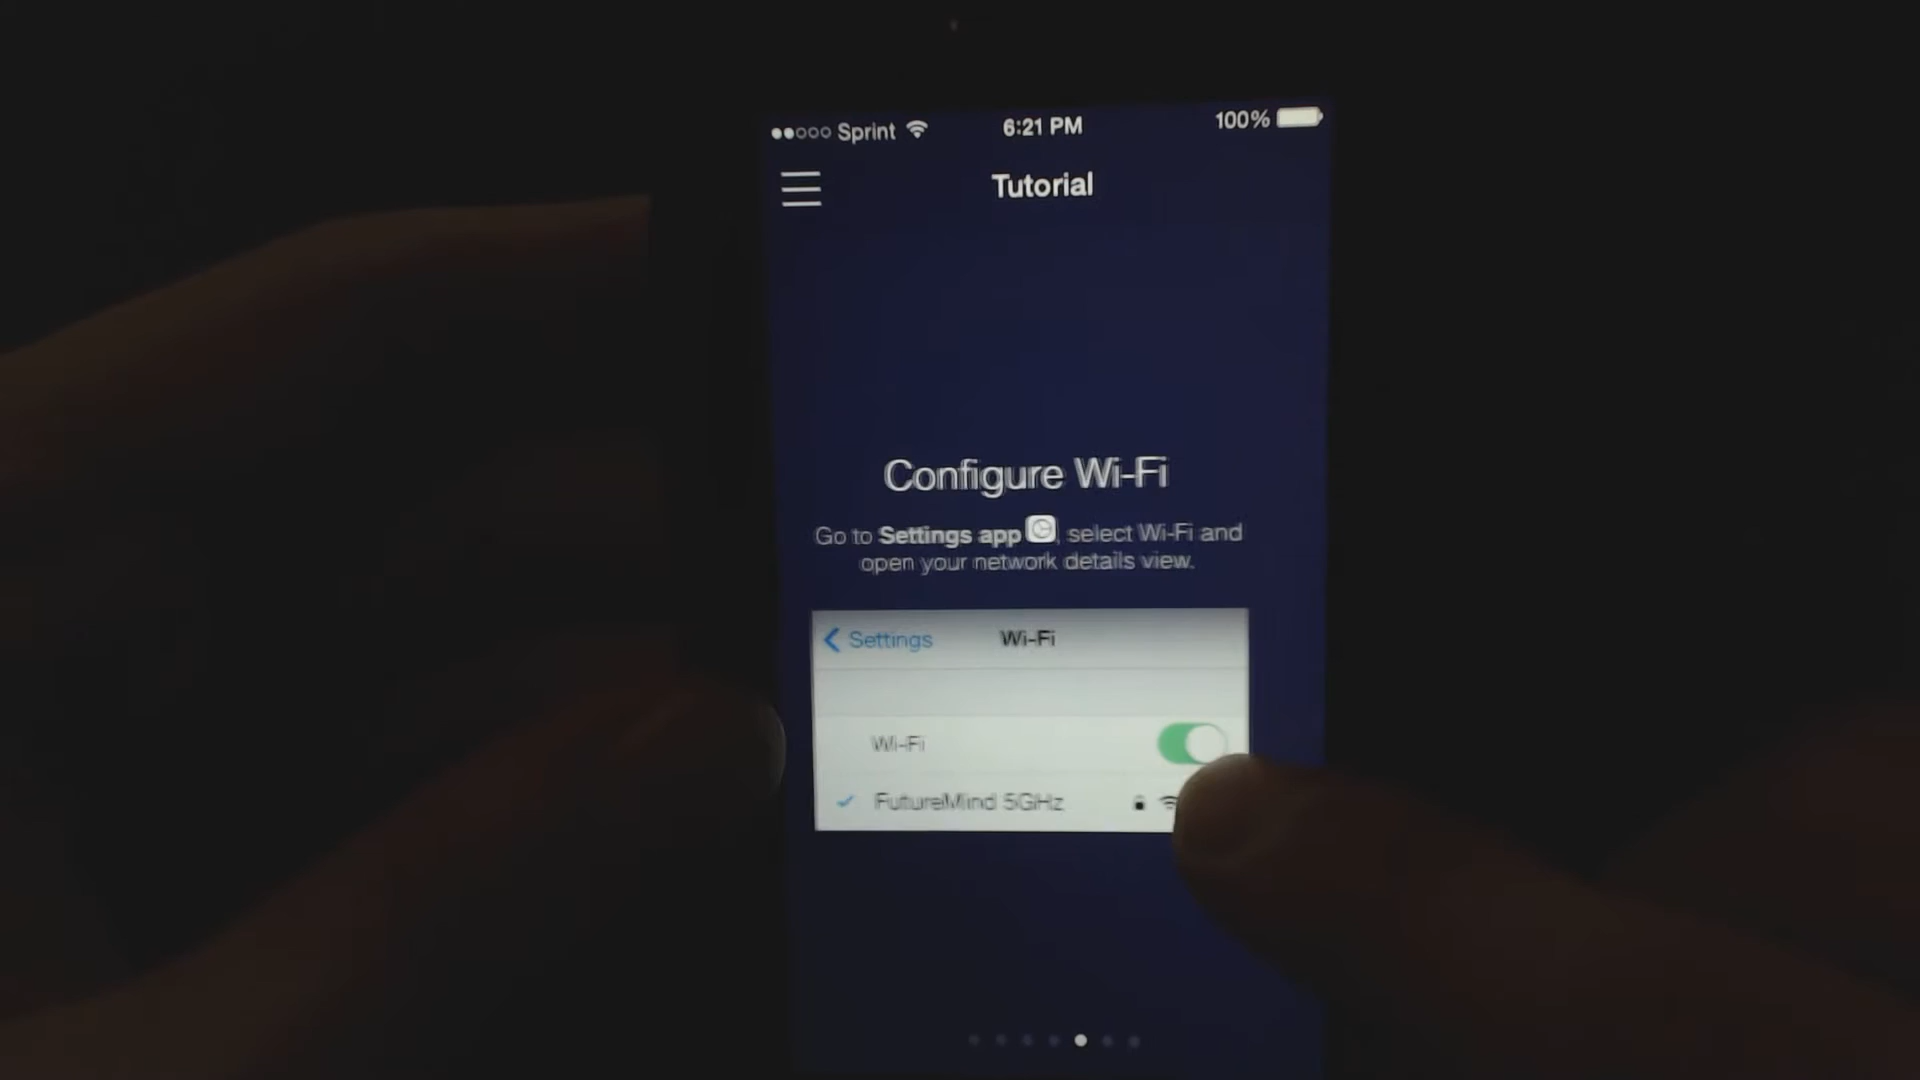 Sprint 6:21 PM 100%
Tutorial
Configure Wi-Fi
Go to Settings app , select Wi-Fi and
open your network details view.
Settings Wi-Fi
Wi-Fi
FutureMind 5GHz